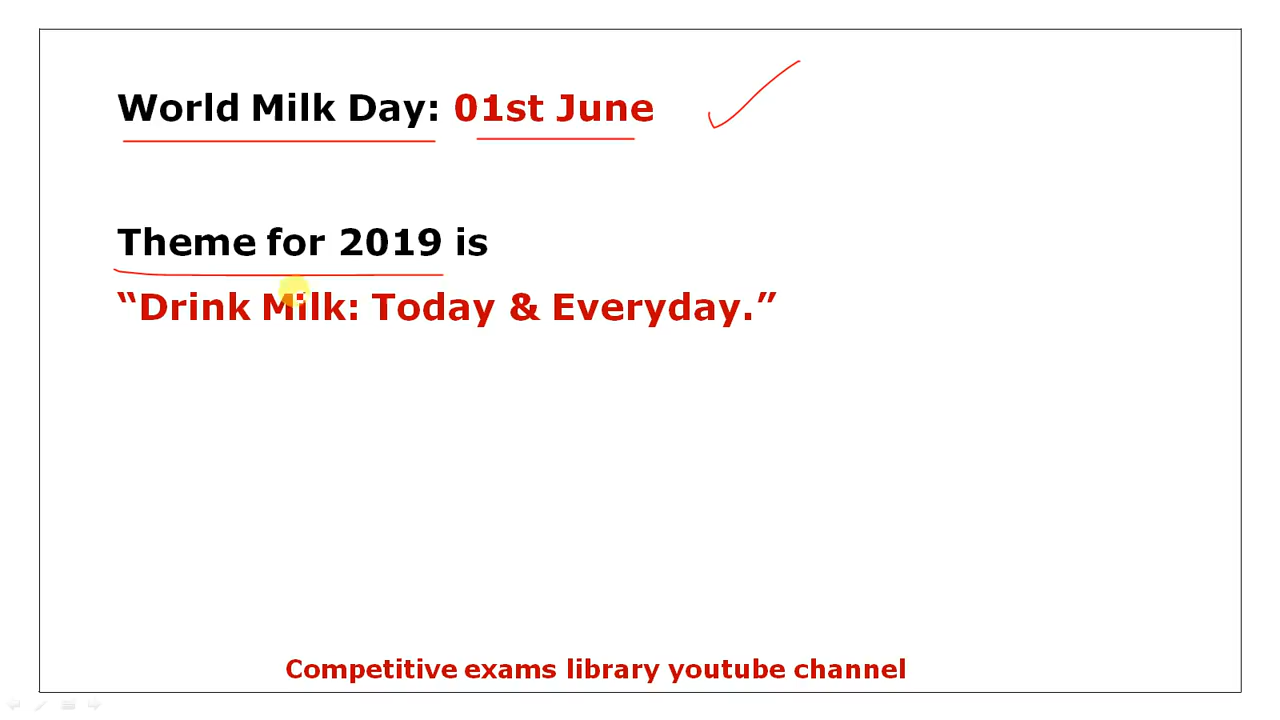 World Milk Day: 01st June
Theme for 2019 is
“Drink Milk: Today & Everyday.”
Competitive exams library youtube channel